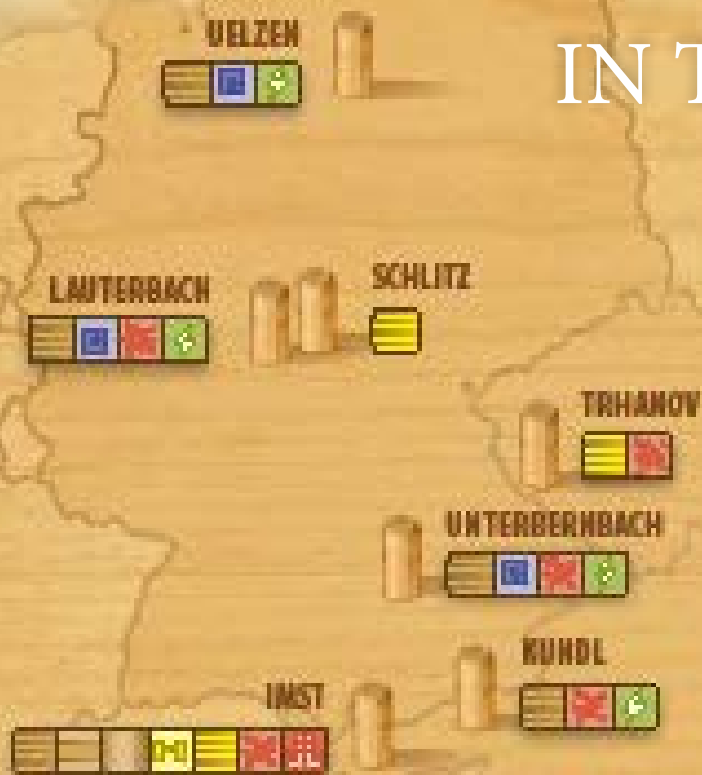 UELZEN
IN T
LAUTERBACH
SCHLITZ
TRHANOV
UNTERBERNBACH
KUNDL
IMST